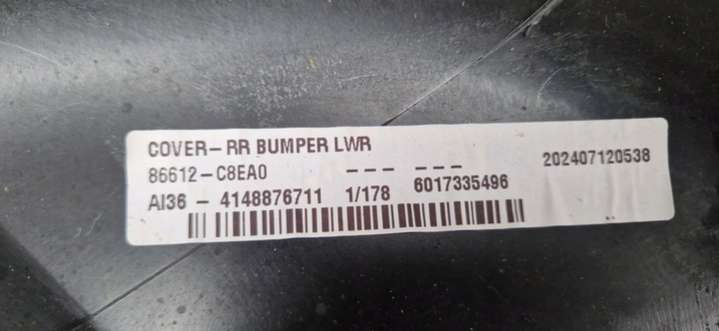 COVER-RR BUMPER LWR
86612-C8EA0 --- --- --- 202407120538
AI36 - 4148876711 1/178 6017335496